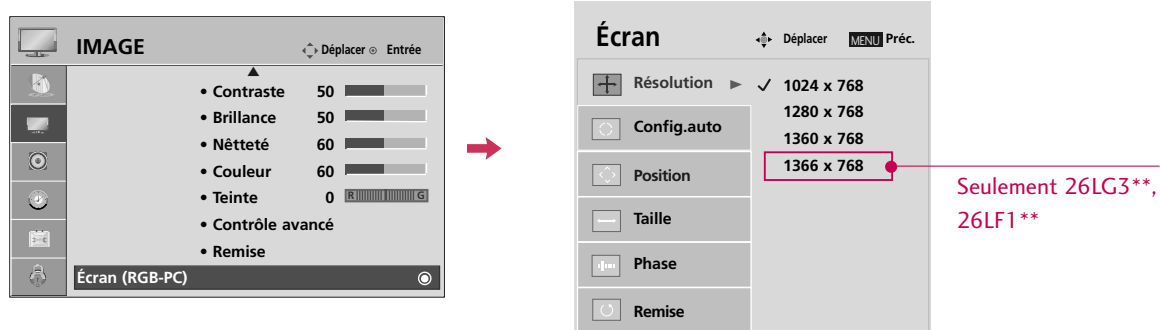 IMAGE
Déplacer
Entrée
• Contraste 50
• Brillance 50
• Nêtteté 60
• Couleur 60
• Teinte 0 R G
• Contrôle avancé
• Remise
Écran (RGB-PC)
Écran
Déplacer
MENU Préc.
Résolution
Config.auto
Position
Taille
Phase
Remise
1024 x 768
1280 x 768
1360 x 768
1366 x 768
Seulement 26LG3**,
26LF1**